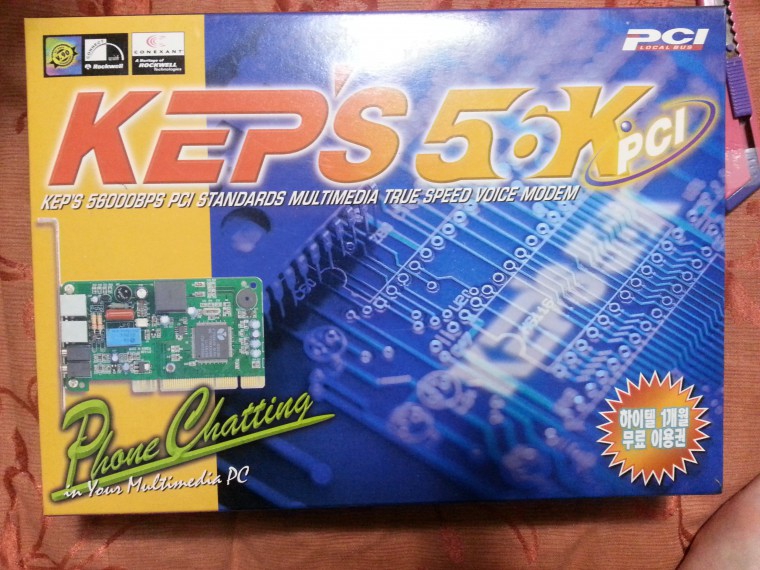 V.90
Rockwell
CONEXANT
A Heritage of
ROCKWELL
Technologies
PCI
LOCAL BUS
KEP'S 56K PCI
KEP'S 56000BPS PCI STANDARDS MULTIMEDIA TRUE SPEED VOICE MODEM
Phone Chatting
in Your Multimedia PC
하이텔 1개월
무료 이용권